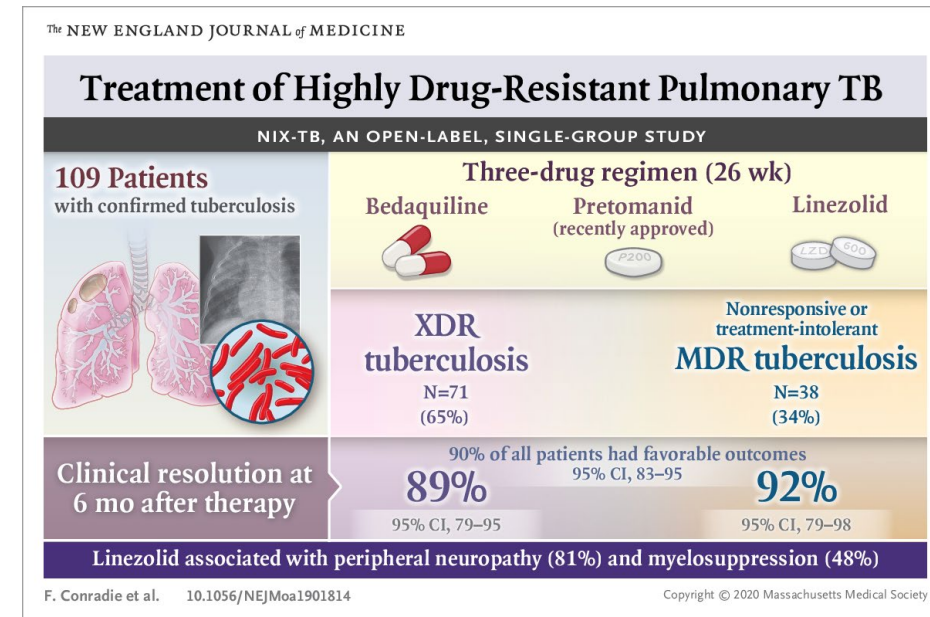 The NEW ENGLAND JOURNAL of MEDICINE
Treatment of Highly Drug-Resistant Pulmonary TB
NIX-TB, AN OPEN-LABEL, SINGLE-GROUP STUDY
109 Patients
with confirmed tuberculosis
Three-drug regimen (26 wk)
Bedaquiline
Pretomanid
(recently approved)
Linezolid
P200
LZD 600
XDR
tuberculosis
N=71
(65%)
Nonresponsive or
treatment-intolerant
MDR tuberculosis
N=38
(34%)
Clinical resolution at
6 mo after therapy
90% of all patients had favorable outcomes
95% CI, 83–95
89%
95% CI, 79–95
92%
95% CI, 79–98
Linezolid associated with peripheral neuropathy (81%) and myelosuppression (48%)
F. Conradie et al. 10.1056/NEJMoa1901814
Copyright © 2020 Massachusetts Medical Society